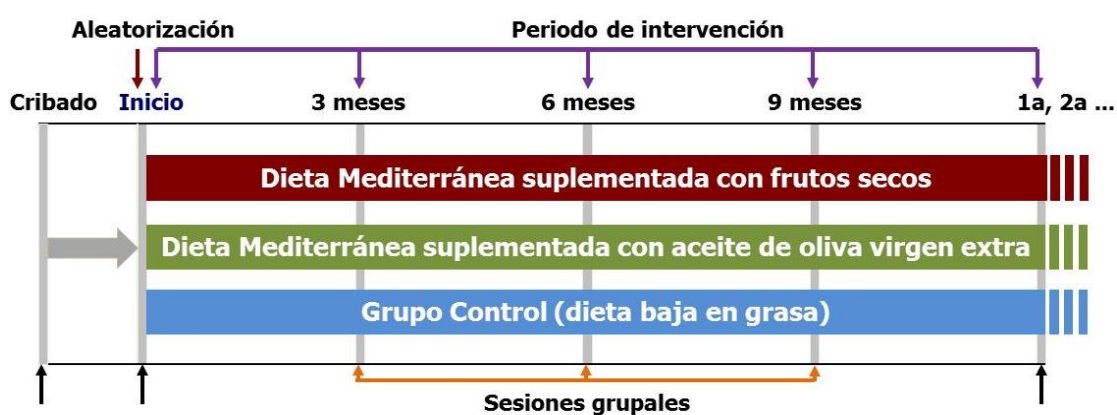 Aleatorización
Periodo de intervención
Cribado
Inicio
3 meses
6 meses
9 meses
1a, 2a ...
Dieta Mediterránea suplementada con frutos secos
Dieta Mediterránea suplementada con aceite de oliva virgen extra
Grupo Control (dieta baja en grasa)
Sesiones grupales